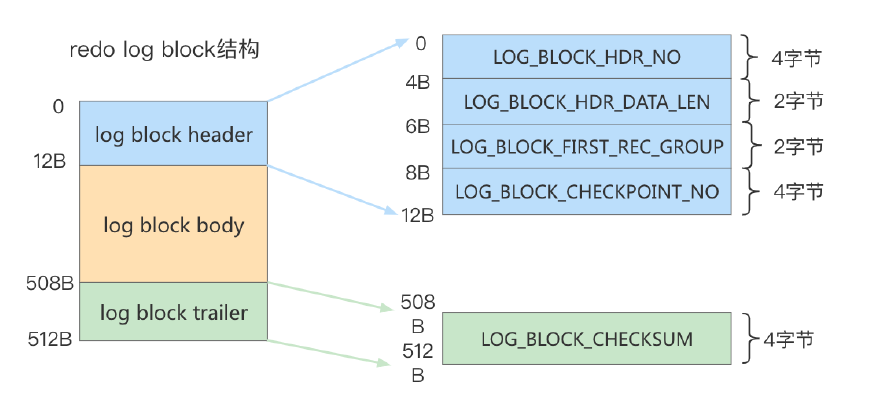 redo log block结构
0
log block header
12B
log block body
508B
log block trailer
512B
0
LOG_BLOCK_HDR_NO
4字节
4B
LOG_BLOCK_HDR_DATA_LEN
2字节
6B
LOG_BLOCK_FIRST_REC_GROUP
2字节
8B
LOG_BLOCK_CHECKPOINT_NO
4字节
12B
508
B
LOG_BLOCK_CHECKSUM
4字节
512
B